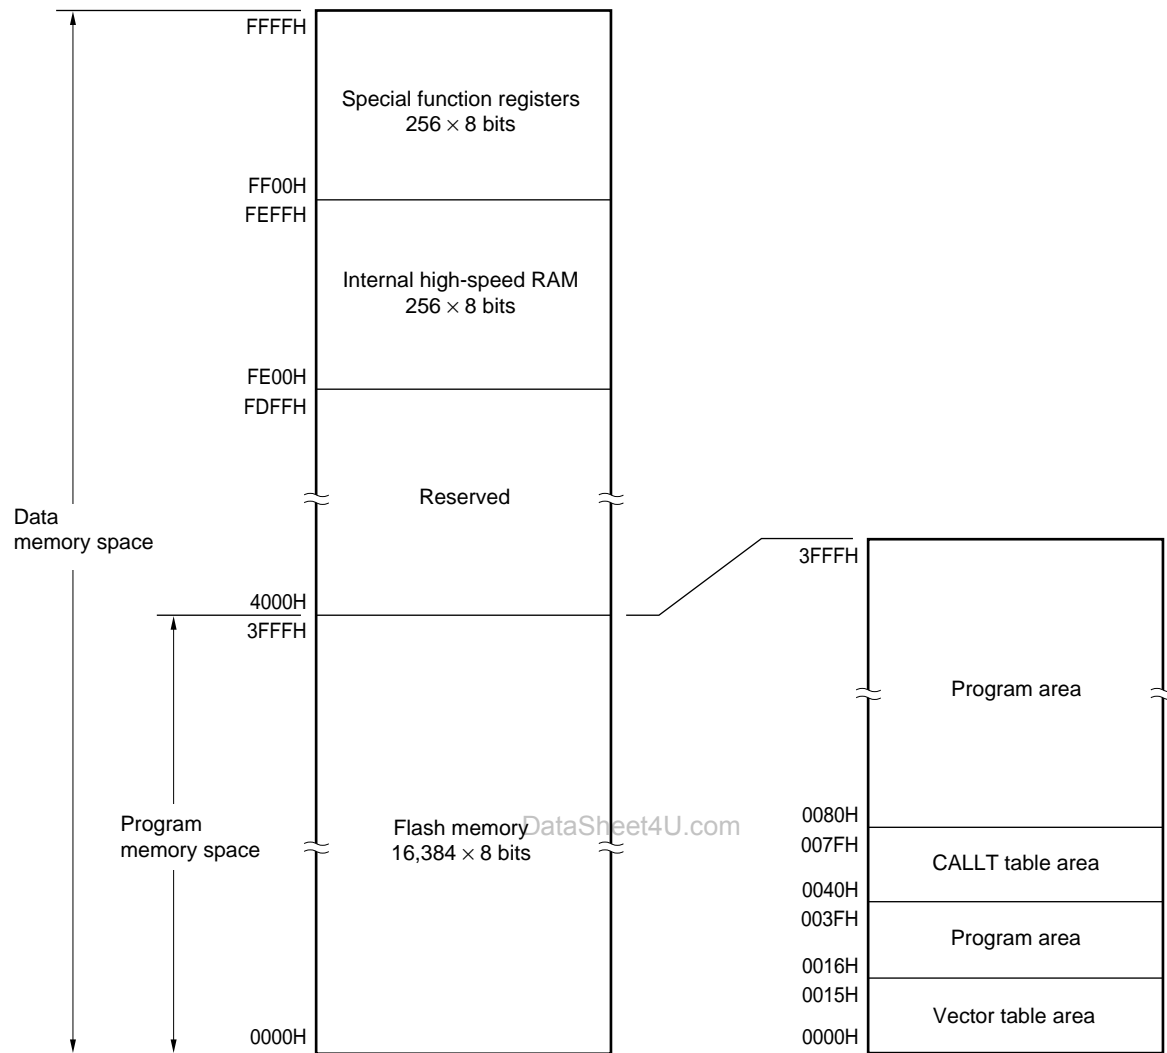 FFFFH
Special function registers
256 × 8 bits
FF00H
FEFFH
Internal high-speed RAM
256 × 8 bits
FE00H
FDFFH
Reserved
Data
memory space
4000H
3FFFH
Program
memory space
Flash memory
16,384 × 8 bits
0000H
DataSheet4U.com
3FFFH
Program area
0080H
007FH
CALLT table area
0040H
003FH
Program area
0016H
0015H
Vector table area
0000H